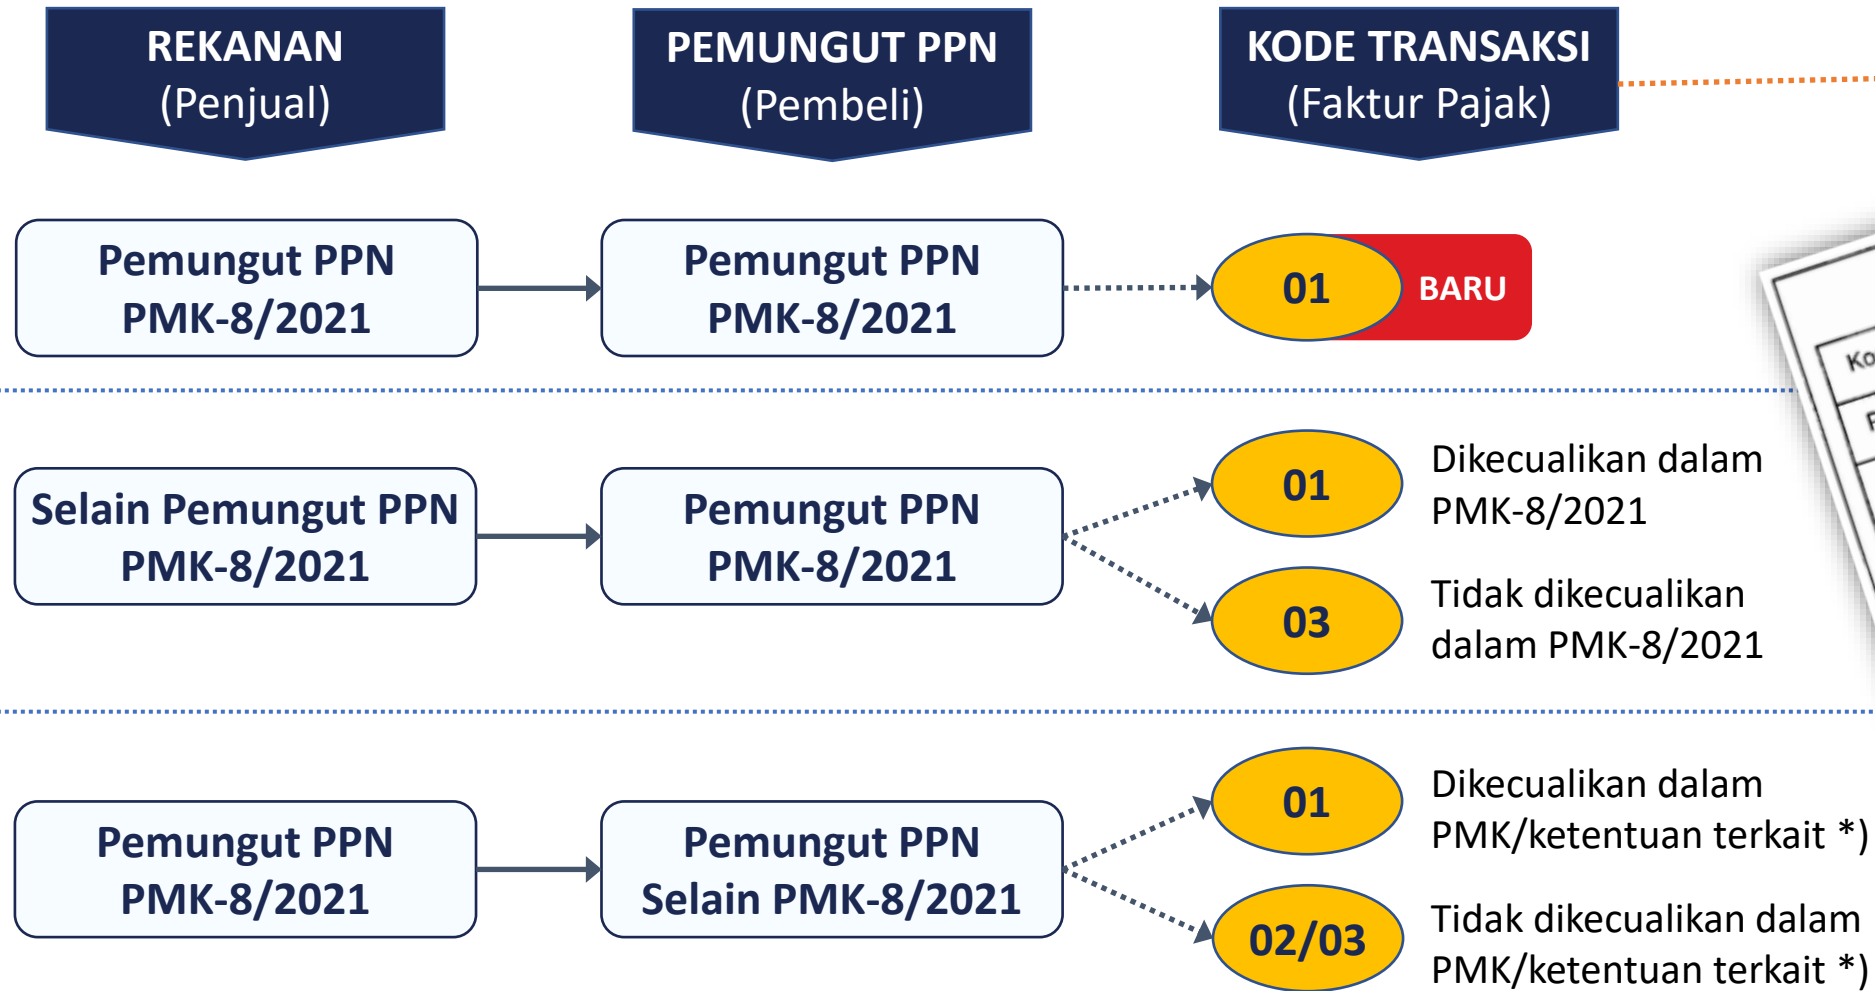 REKANAN
(Penjual)
PEMUNGUT PPN
(Pembeli)
KODE TRANSAKSI
(Faktur Pajak)
Pemungut PPN
PMK-8/2021
Pemungut PPN
PMK-8/2021
01
BARU
Selain Pemungut PPN
PMK-8/2021
Pemungut PPN
PMK-8/2021
01
Dikecualikan dalam
PMK-8/2021
03
Tidak dikecualikan
dalam PMK-8/2021
Pemungut PPN
PMK-8/2021
Pemungut PPN
Selain PMK-8/2021
01
Dikecualikan dalam
PMK/ketentuan terkait *)
02/03
Tidak dikecualikan dalam
PMK/ketentuan terkait *)